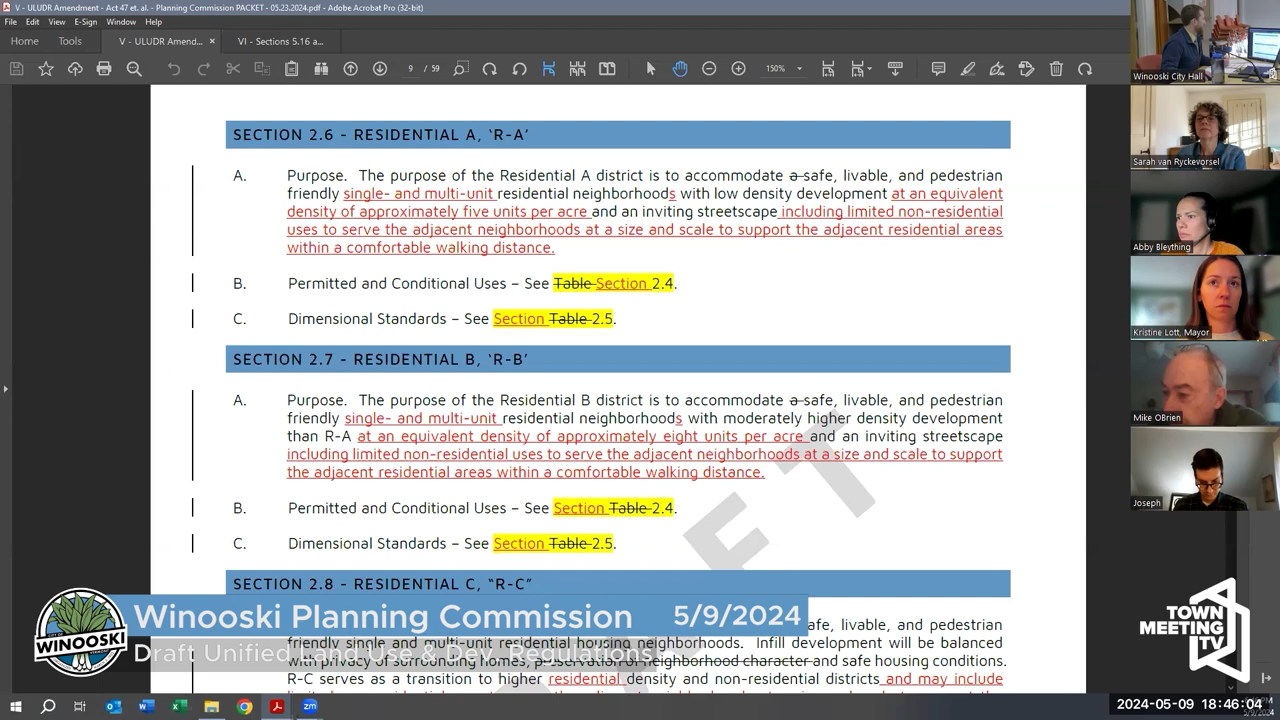 V - ULUDR Amendment - Act 47 et. al. - Planning Commission PACKET - 05.23.2024.pdf - Adobe Acrobat Pro (32-bit)
File Edit View E-Sign Window Help
Home Tools V - ULUDR Amend... × VI - Sections 5.16 a...
9 / 59 150%
SECTION 2.6 - RESIDENTIAL A, ‘R-A’
A. Purpose. The purpose of the Residential A district is to accommodate a safe, livable, and pedestrian
friendly single- and multi-unit residential neighborhoods with low density development at an equivalent
density of approximately five units per acre and an inviting streetscape including limited non-residential
uses to serve the adjacent neighborhoods at a size and scale to support the adjacent residential areas
within a comfortable walking distance.
B. Permitted and Conditional Uses – See Table Section 2.4.
C. Dimensional Standards – See Section Table 2.5.
SECTION 2.7 - RESIDENTIAL B, ‘R-B’
A. Purpose. The purpose of the Residential B district is to accommodate a safe, livable, and pedestrian
friendly single- and multi-unit residential neighborhoods with moderately higher density development
than R-A at an equivalent density of approximately eight units per acre and an inviting streetscape
including limited non-residential uses to serve the adjacent neighborhoods at a size and scale to support
the adjacent residential areas within a comfortable walking distance.
B. Permitted and Conditional Uses – See Section Table 2.4.
C. Dimensional Standards – See Section Table 2.5.
SECTION 2.8 - RESIDENTIAL C, “R-C”
afe, livable, and pedestrian
friendly single and multi-unit residential housing neighborhoods. Infill development will be balanced
with privacy of surrounding homes, preservation of neighborhood character and safe housing conditions.
R-C serves as a transition to higher residential density and non-residential districts and may include
Winooski City Hall
Sarah van Ryckevorsel
Abby Bleything
Kristine Lott, Mayor
Mike OBrien
Joseph
CITY OF
WINOOSKI
VERMONT
Winooski Planning Commission 5/9/2024
Draft Unified Land Use & Dev. Regulations
TOWN
MEETING
TV
2024-05-09 18:46:04